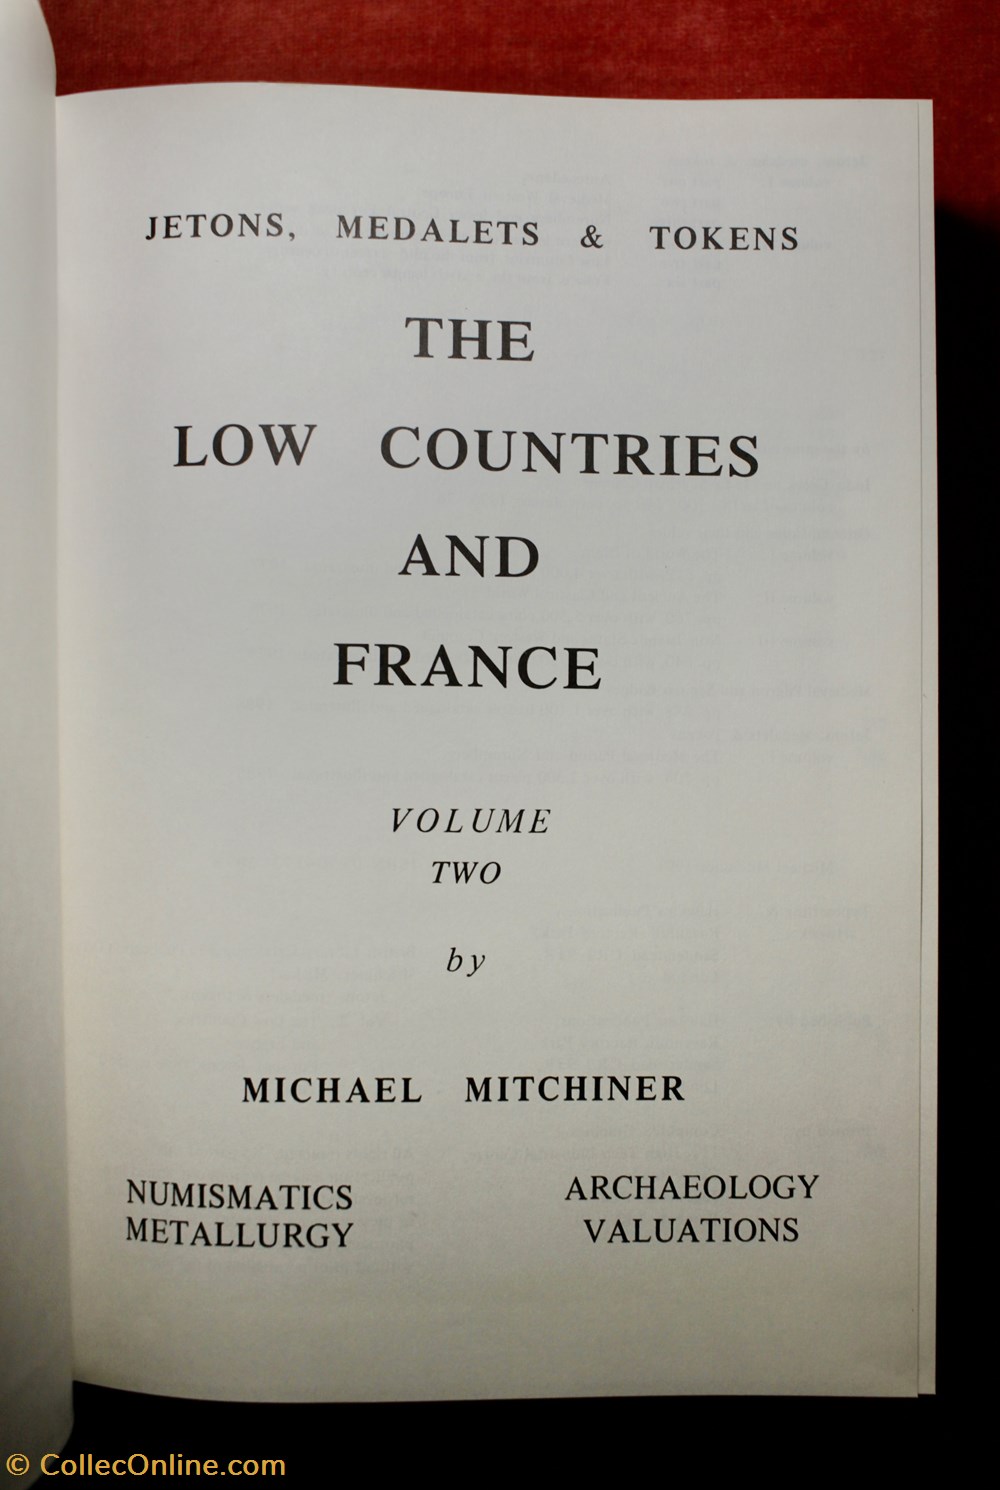 JETONS, MEDALETS & TOKENS
THE
LOW COUNTRIES
AND
FRANCE
VOLUME
TWO
by
MICHAEL MITCHINER
NUMISMATICS
METALLURGY
ARCHAEOLOGY
VALUATIONS
© CollecOnline.com